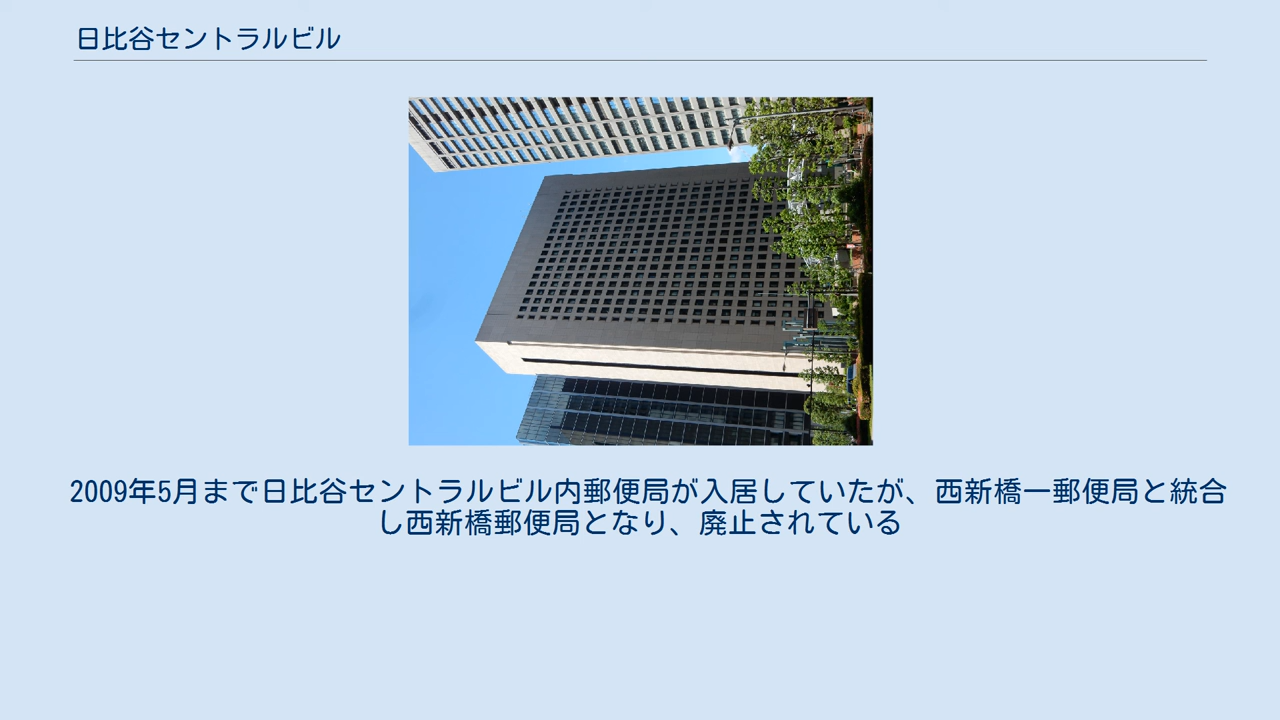 日比谷セントラルビル
2009年5月まで日比谷セントラルビル内郵便局が入居していたが、西新橋一郵便局と統合
し西新橋郵便局となり、廃止されている